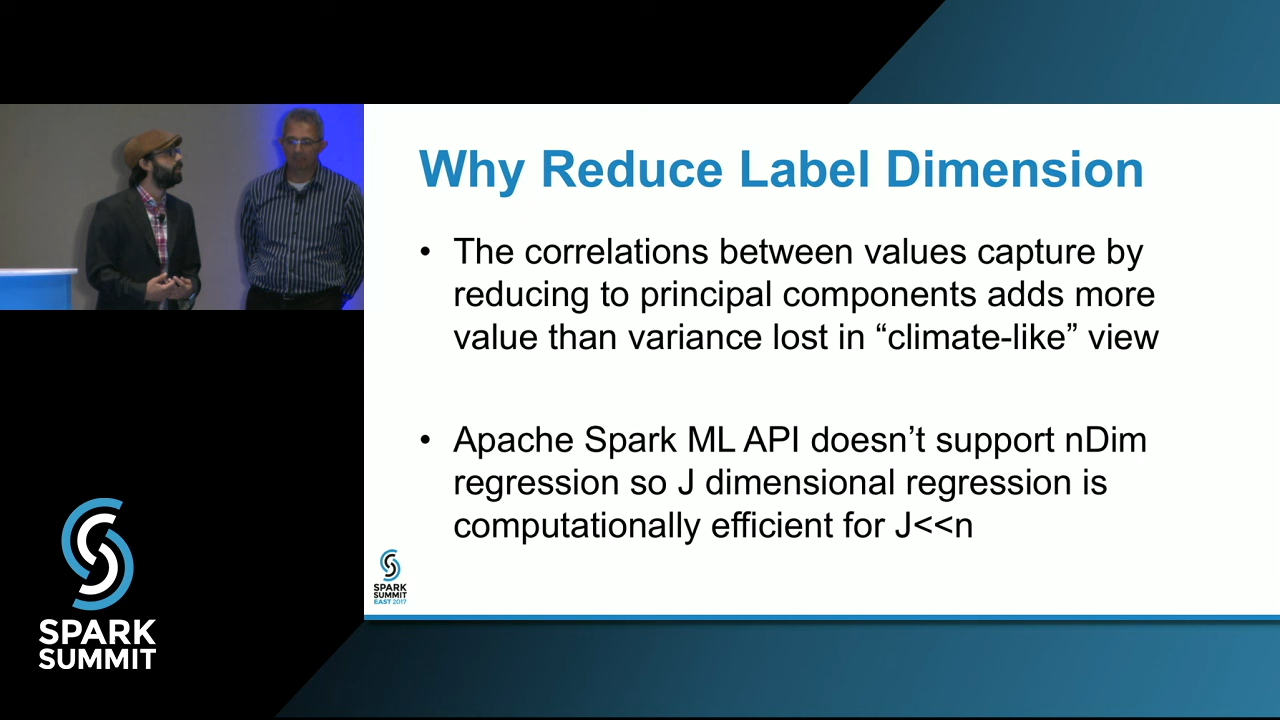 Why Reduce Label Dimension
• The correlations between values capture by
reducing to principal components adds more
value than variance lost in “climate-like” view
• Apache Spark ML API doesn’t support nDim
regression so J dimensional regression is
computationally efficient for J<<n
SPARK
SUMMIT
EAST 2017
SPARK
SUMMIT